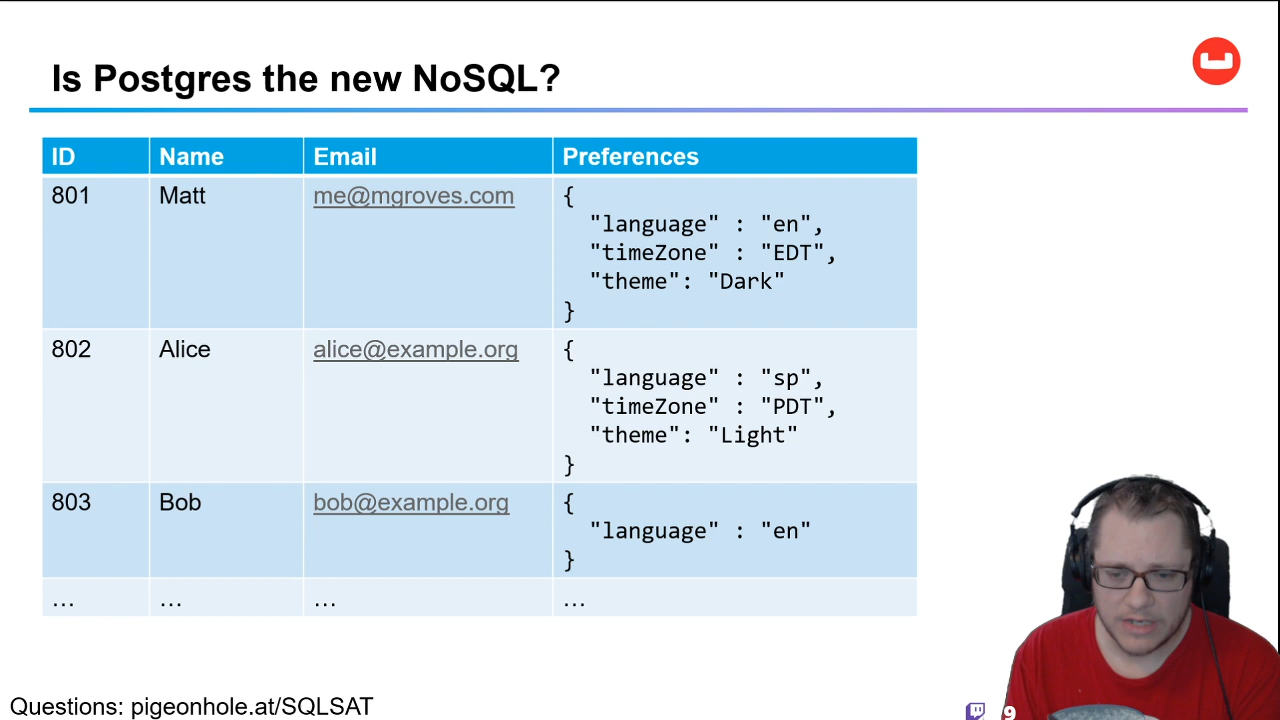 Is Postgres the new NoSQL?
ID Name Email Preferences
801 Matt me@mgroves.com {
"language" : "en",
"timeZone" : "EDT",
"theme": "Dark"
}
802 Alice alice@example.org {
"language" : "sp",
"timeZone" : "PDT",
"theme": "Light"
}
803 Bob bob@example.org {
"language" : "en"
}
… … … …
Questions: pigeonhole.at/SQLSAT
9